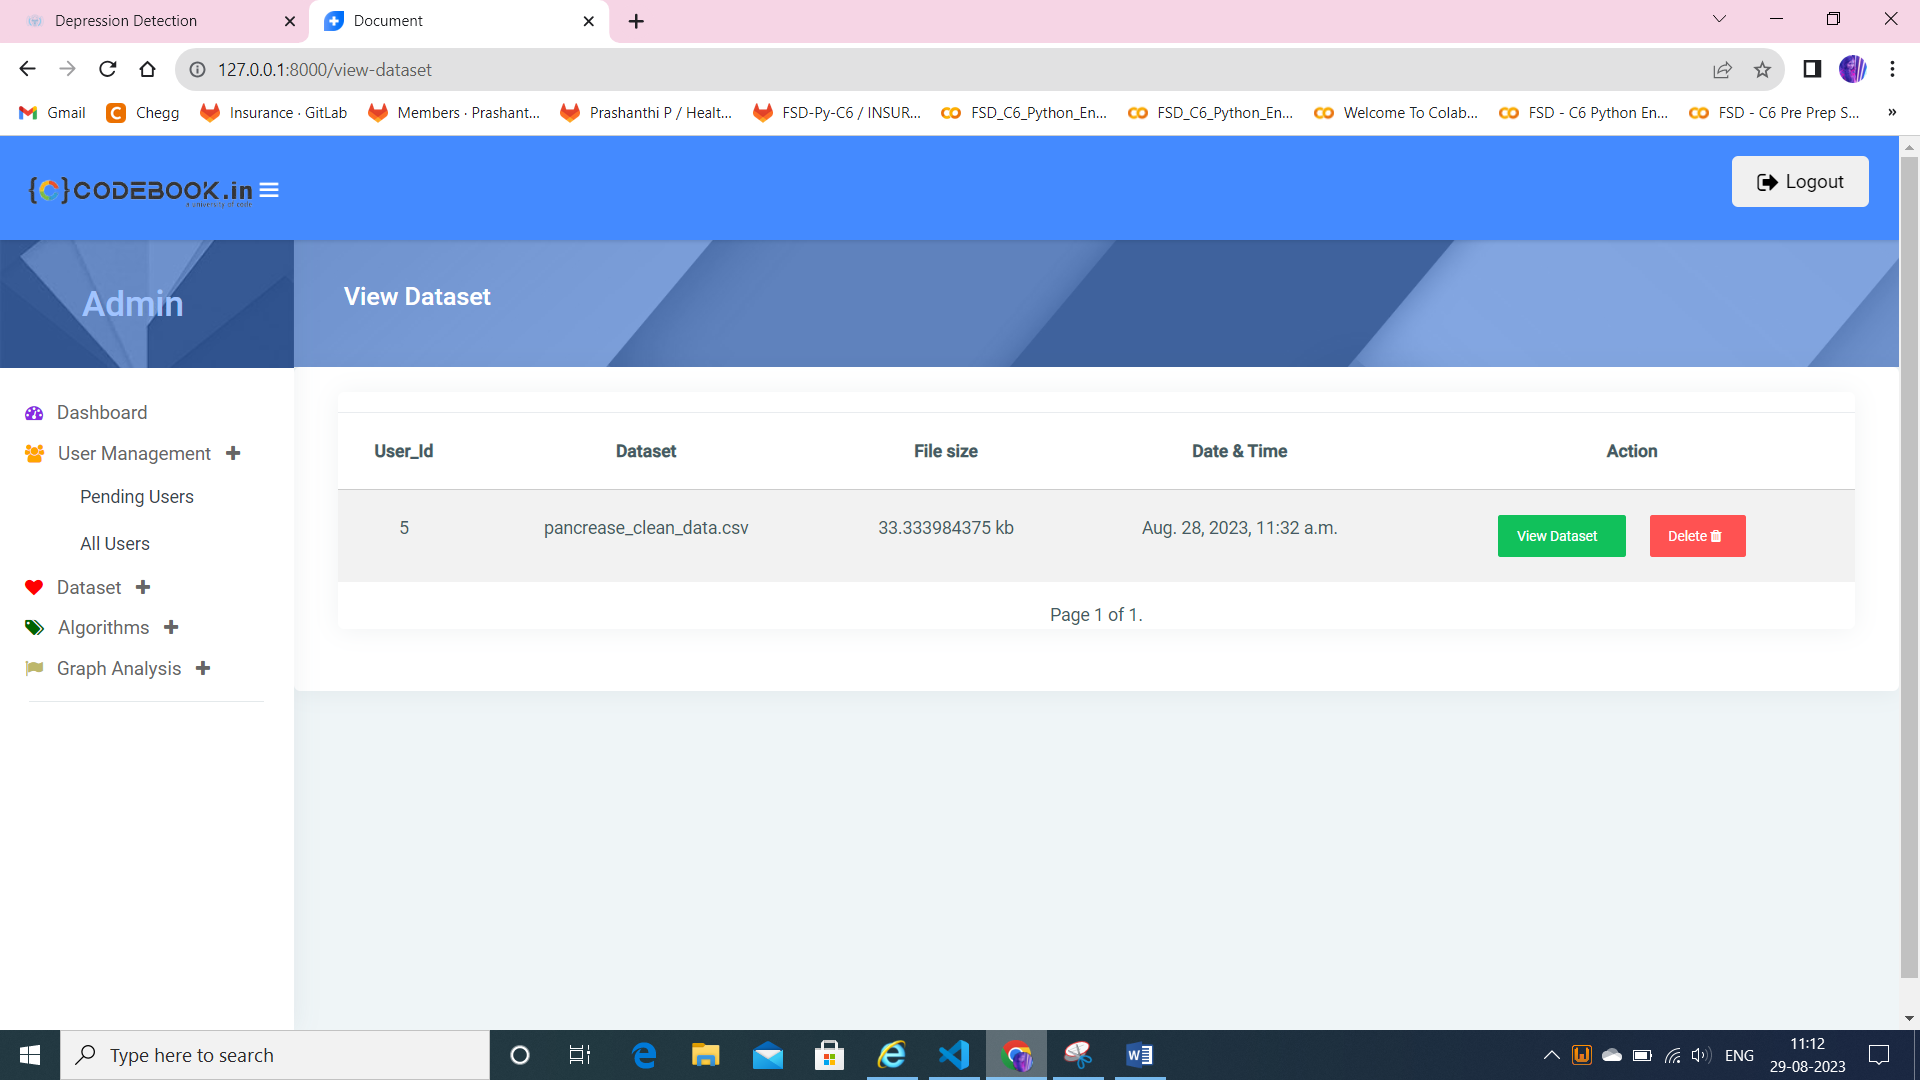 Depression Detection
Document
127.0.0.1:8000/view-dataset
Gmail
Chegg
Insurance · GitLab
Members · Prashant...
Prashanthi P / Healt...
FSD-Py-C6 / INSUR...
FSD_C6_Python_En...
FSD_C6_Python_En...
Welcome To Colab...
FSD - C6 Python En...
FSD - C6 Pre Prep S...
»
{ }CODEBOOK.in
a university of code
Logout
Admin
View Dataset
Dashboard
User Management
Pending Users
All Users
Dataset
Algorithms
Graph Analysis
User_Id Dataset File size Date & Time Action
5 pancrease_clean_data.csv 33.333984375 kb Aug. 28, 2023, 11:32 a.m. View Dataset Delete
Page 1 of 1.
Type here to search
ENG
11:12
29-08-2023